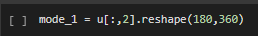 [ ] mode_1 = u[:,2].reshape(180,360)